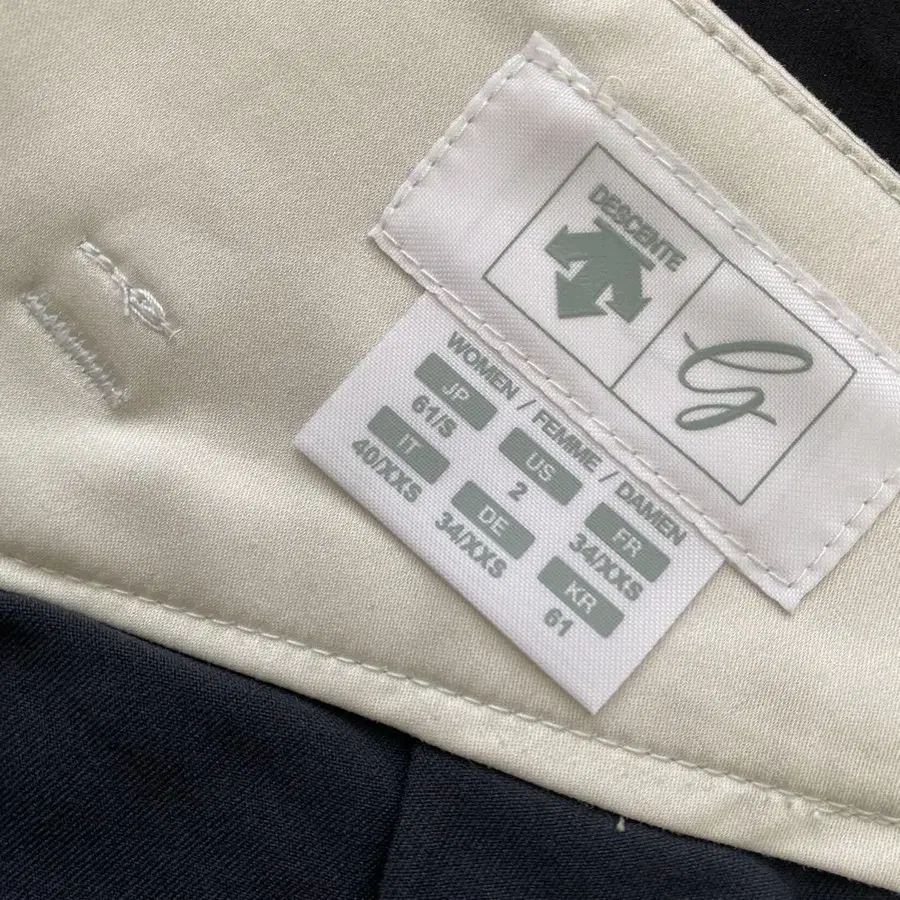 DESCENTE
G
WOMEN / FEMME / DAMEN
JP US FR
61/S 2 34/XXS
IT DE KR
40/XXS 34/XXS 61